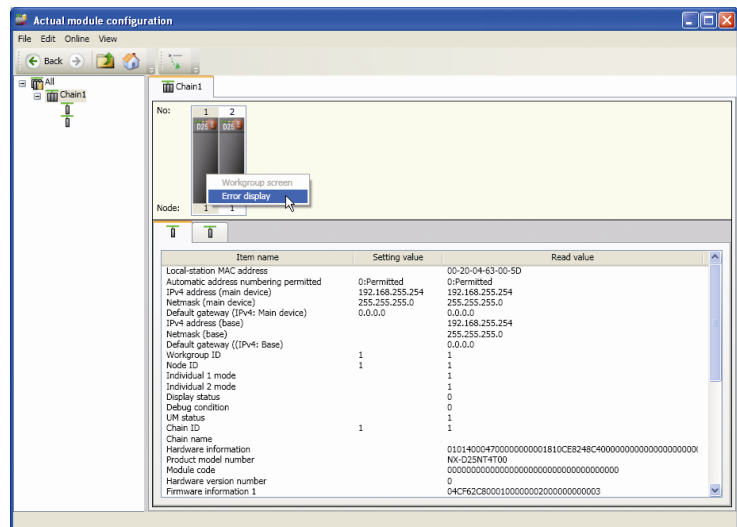 Actual module configuration
File Edit Online View
Back
All
Chain1
Chain1
No: 1 2
D25 D25
Workgroup screen
Error display
Node: 1 1
Item name Setting value Read value
Local-station MAC address 00-20-04-63-00-5D
Automatic address numbering permitted 0:Permitted 0:Permitted
IPv4 address (main device) 192.168.255.254 192.168.255.254
Netmask (main device) 255.255.255.0 255.255.255.0
Default gateway (IPv4: Main device) 0.0.0.0 0.0.0.0
IPv4 address (base) 192.168.255.254
Netmask (base) 255.255.255.0
Default gateway ((IPv4: Base) 0.0.0.0
Workgroup ID 1 1
Node ID 1 1
Individual 1 mode 1
Individual 2 mode 1
Display status 0
Debug condition 0
UM status 1
Chain ID 1 1
Chain name
Hardware information
Product model number NX-D25NT4T00
Module code
Hardware version number 0
Firmware information 1